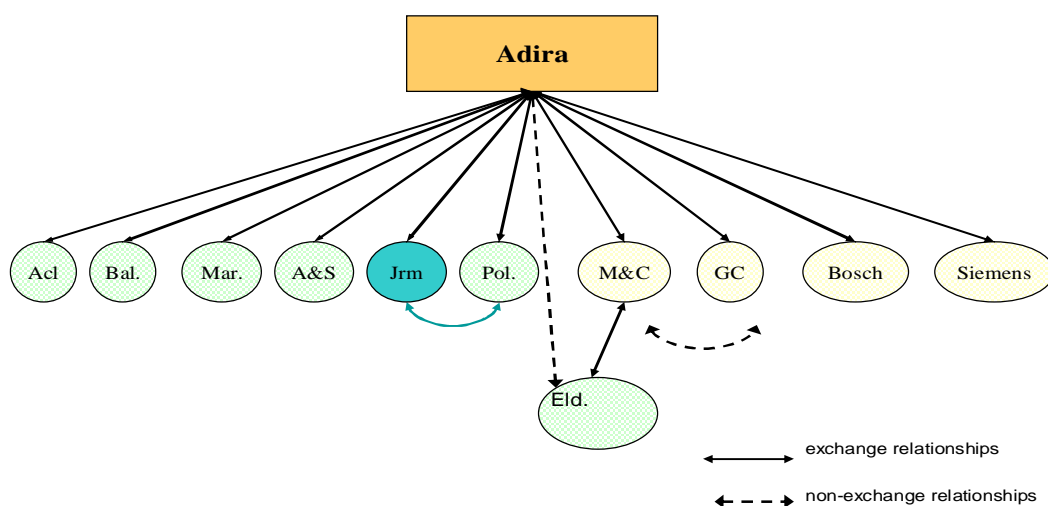 Adira
Acl
Bal.
Mar.
A&S
Jrm
Pol.
M&C
GC
Bosch
Siemens
Eld.
exchange relationships
non-exchange relationships